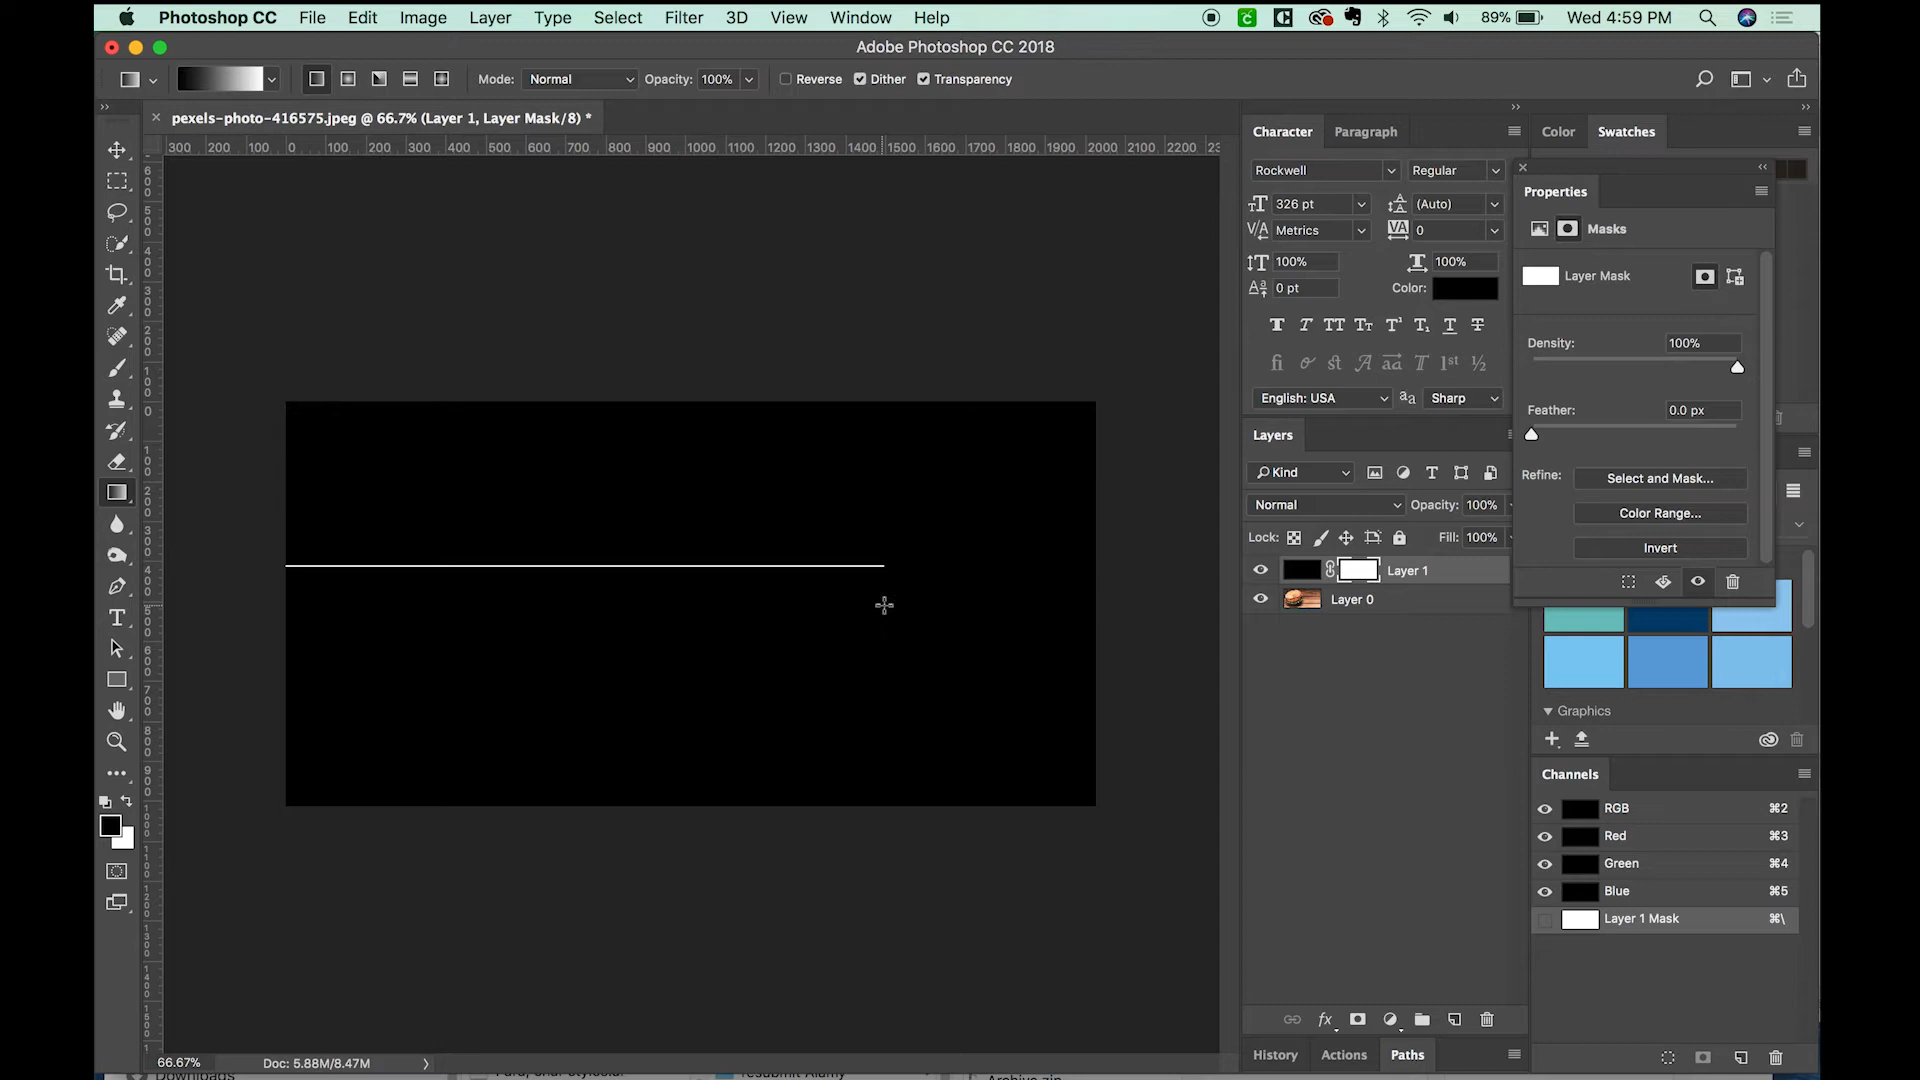 Photoshop CC File Edit Image Layer Type Select Filter 3D View Window Help 89% Wed 4:59 PM
Adobe Photoshop CC 2018
Mode: Normal Opacity: 100% Reverse Dither Transparency
pexels-photo-416575.jpeg @ 66.7% (Layer 1, Layer Mask/8) *
300 200 100 0 100 200 300 400 500 600 700 800 900 1000 1100 1200 1300 1400 1500 1600 1700 1800 1900 2000 2100 2200
Character Paragraph
Rockwell Regular
326 pt (Auto)
Metrics 0
100% 100%
0 pt Color:
English: USA Sharp
Layers
Kind
Normal Opacity: 100%
Lock: Fill: 100%
Layer 1
Layer 0
Color Swatches
Properties
Masks
Layer Mask
Density: 100%
Feather: 0.0 px
Refine: Select and Mask...
Color Range...
Invert
Graphics
Channels
RGB ⌘2
Red ⌘3
Green ⌘4
Blue ⌘5
Layer 1 Mask ⌘\
History Actions Paths
66.67% Doc: 5.88M/8.47M